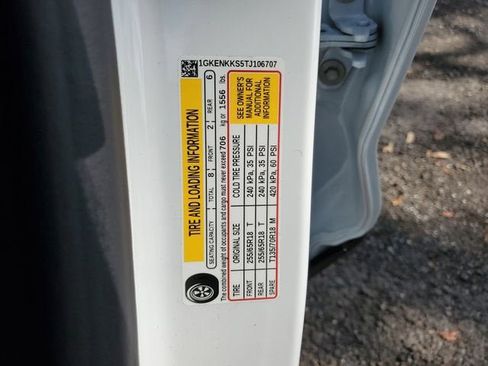 1GKENKKS5TJ106707
TIRE AND LOADING INFORMATION
SEATING CAPACITY TOTAL 8 FRONT 2 REAR 6
The combined weight of occupants and cargo must never exceed 706 kg or 1556 lbs.
TIRE ORIGINAL SIZE COLD TIRE PRESSURE
FRONT 255/65R18 T 240 kPa, 35 PSI
REAR 255/65R18 T 240 kPa, 35 PSI
SPARE T135/70R18 M 420 kPa, 60 PSI
SEE OWNER'S
MANUAL FOR
ADDITIONAL
INFORMATION